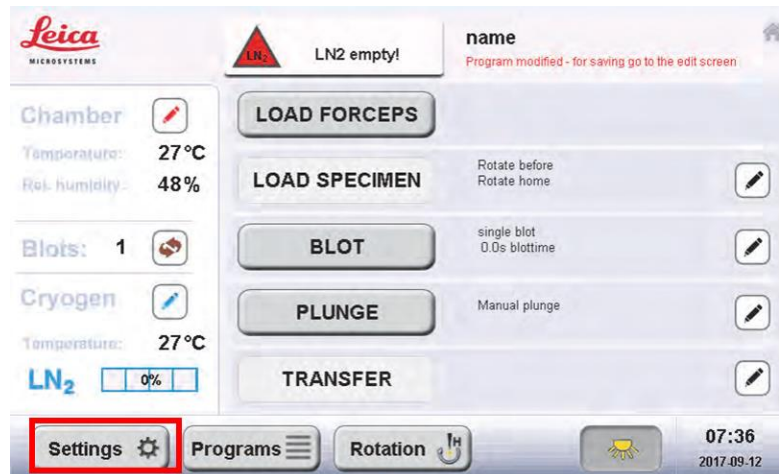 Leica
MICROSYSTEMS
LN2
LN2 empty!
name
Program modified - for saving go to the edit screen
Chamber
Temperature: 27°C
Rel. humidity: 48%
Blots: 1
Cryogen
Temperature: 27°C
LN₂ 0%
LOAD FORCEPS
LOAD SPECIMEN
Rotate before
Rotate home
BLOT
single blot
0.0s blottime
PLUNGE
Manual plunge
TRANSFER
Settings
Programs
Rotation H
07:36
2017-09-12